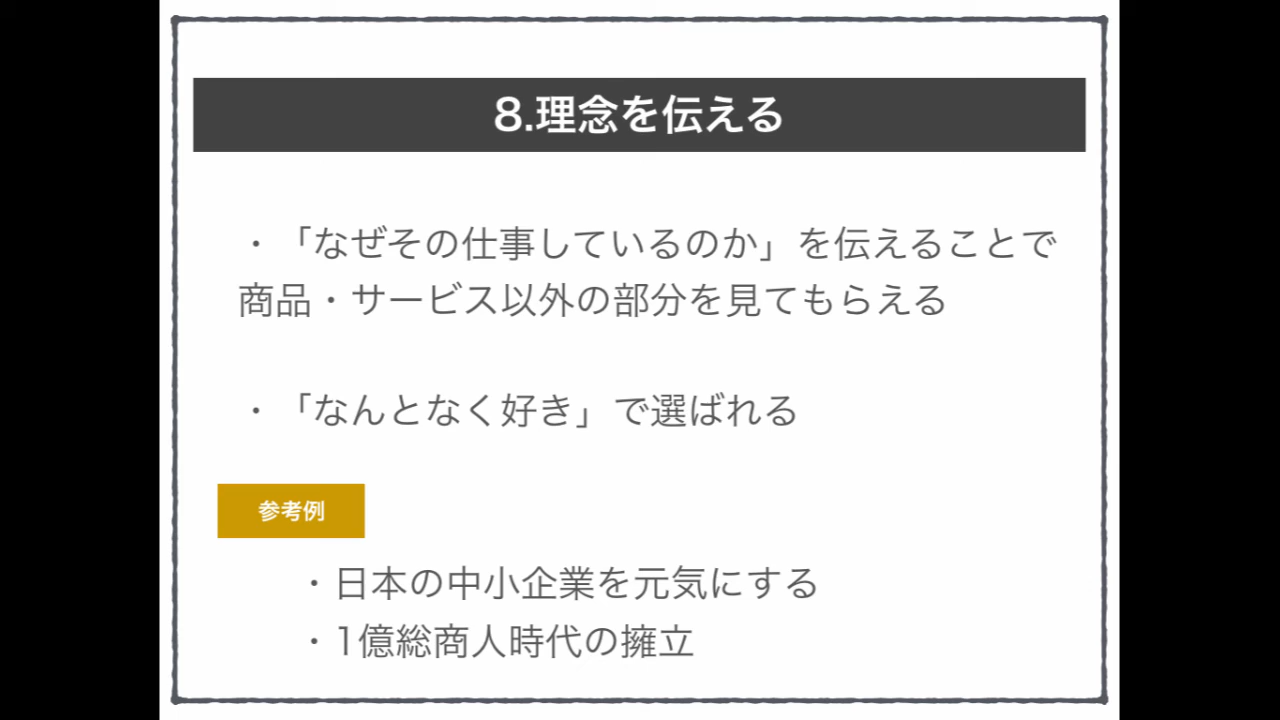 8.理念を伝える
・「なぜその仕事しているのか」を伝えることで
商品・サービス以外の部分を見てもらえる
・「なんとなく好き」で選ばれる
参考例
・日本の中小企業を元気にする
・1億総商人時代の擁立